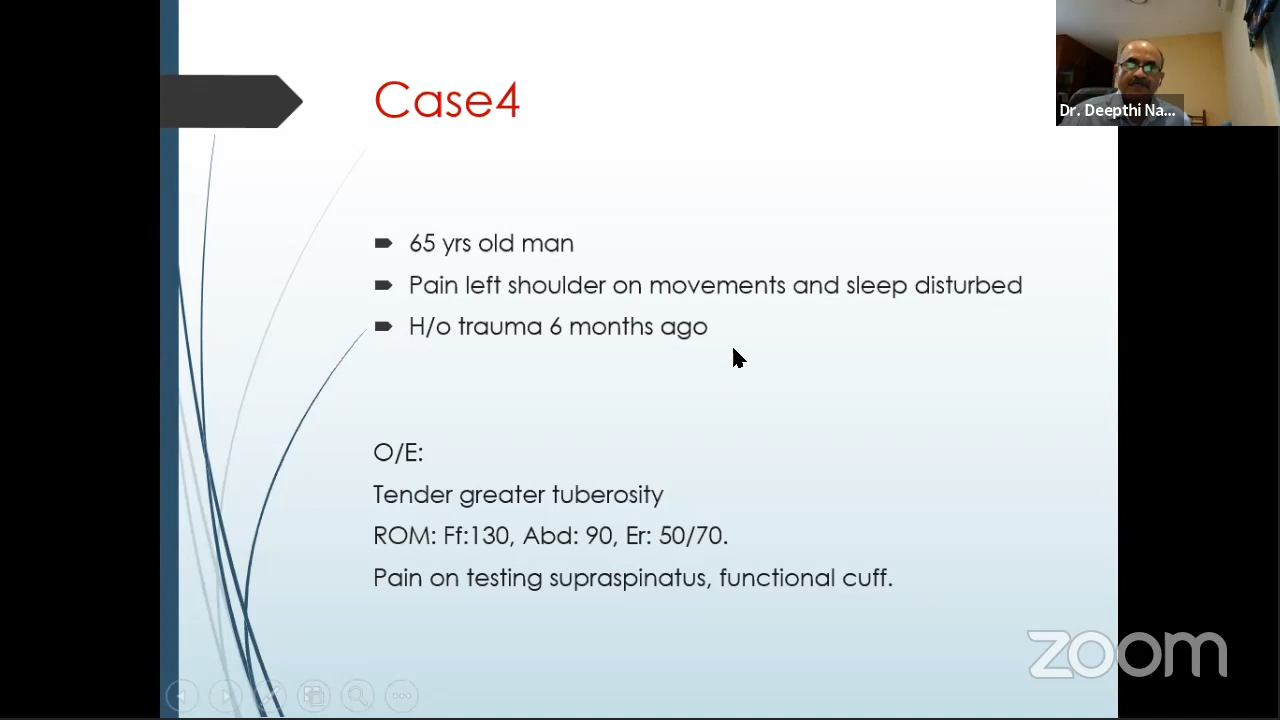 Case4
Dr. Deepthi Na...
65 yrs old man
Pain left shoulder on movements and sleep disturbed
H/o trauma 6 months ago
O/E:
Tender greater tuberosity
ROM: Ff:130, Abd: 90, Er: 50/70.
Pain on testing supraspinatus, functional cuff.
zoom